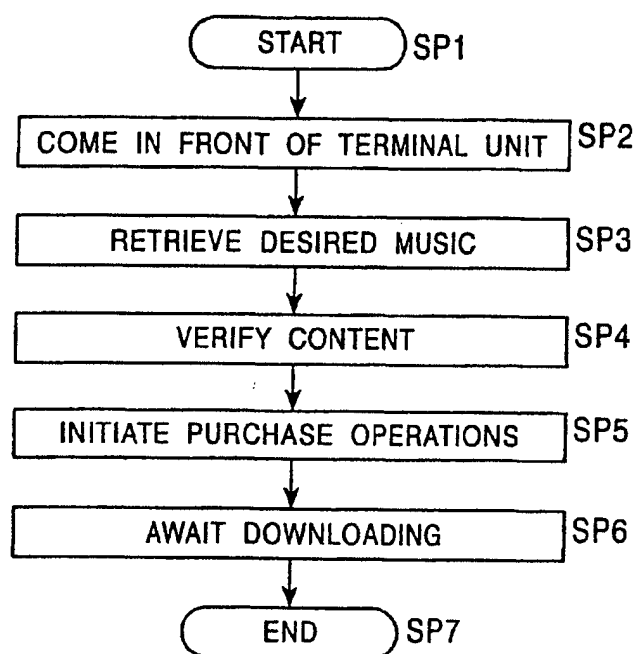 START SP1
COME IN FRONT OF TERMINAL UNIT SP2
RETRIEVE DESIRED MUSIC SP3
VERIFY CONTENT SP4
INITIATE PURCHASE OPERATIONS SP5
AWAIT DOWNLOADING SP6
END SP7